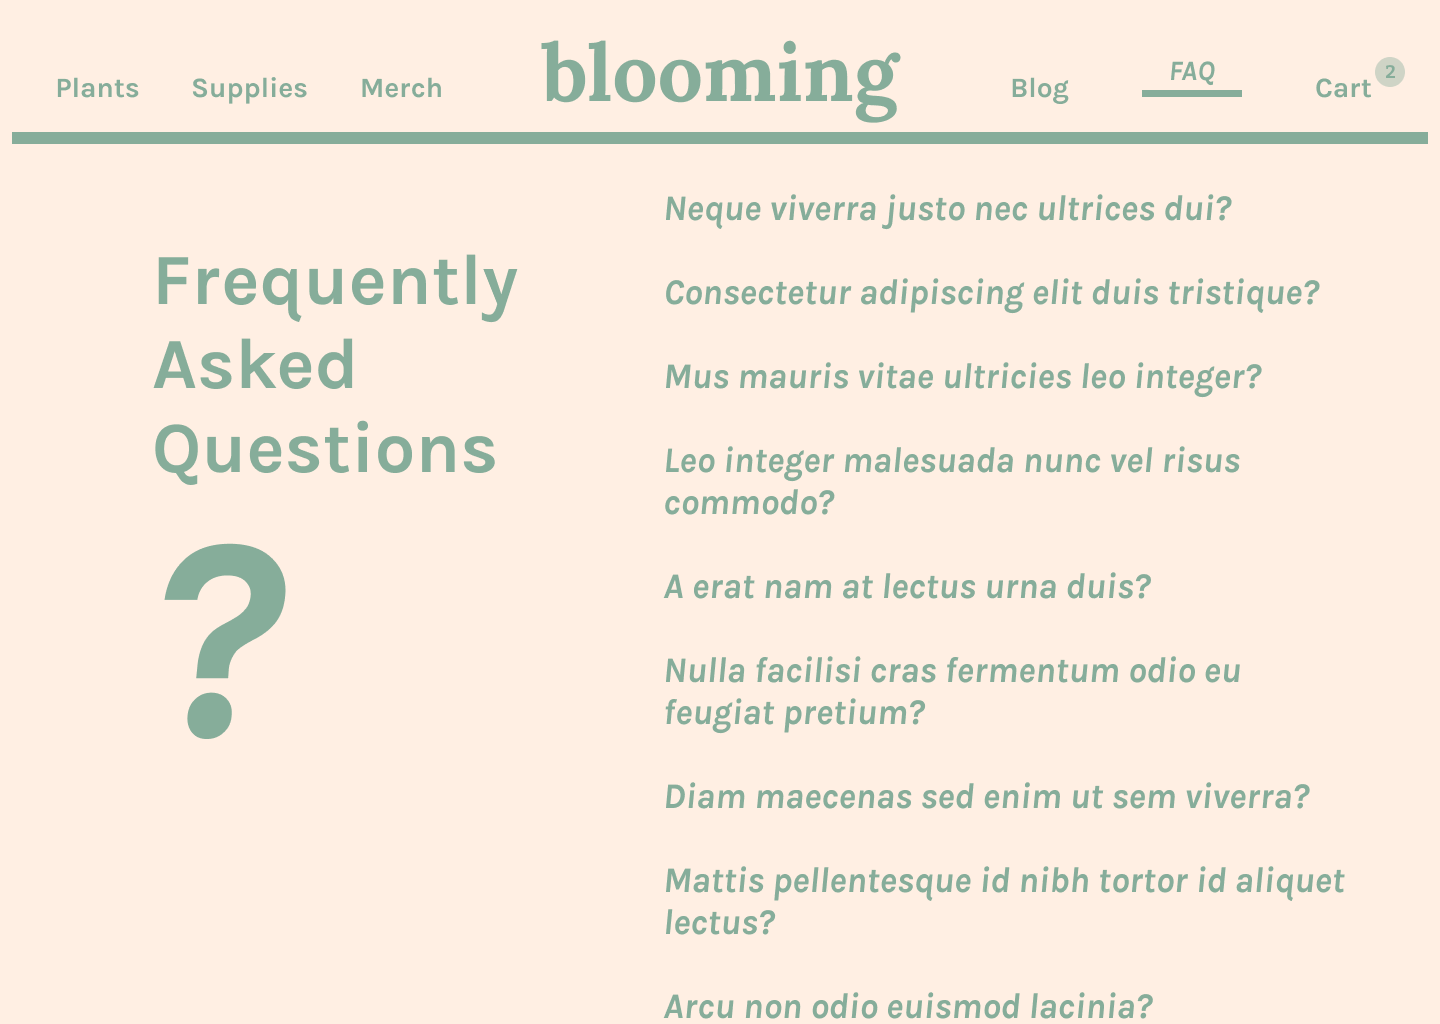 Plants
Supplies
Merch
blooming
Blog
FAQ
Cart
2
Frequently
Asked
Questions
?
Neque viverra justo nec ultrices dui?
Consectetur adipiscing elit duis tristique?
Mus mauris vitae ultricies leo integer?
Leo integer malesuada nunc vel risus
commodo?
A erat nam at lectus urna duis?
Nulla facilisi cras fermentum odio eu
feugiat pretium?
Diam maecenas sed enim ut sem viverra?
Mattis pellentesque id nibh tortor id aliquet
lectus?
Arcu non odio euismod lacinia?